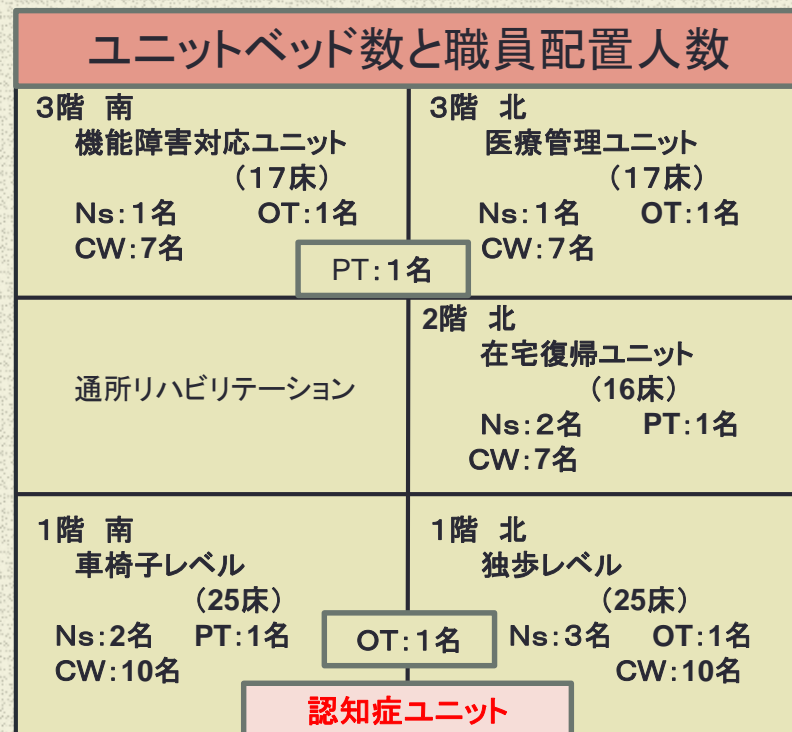 ユニットベッド数と職員配置人数
3階 南
機能障害対応ユニット
（17床）
Ns:1名 OT:1名
CW:7名
3階 北
医療管理ユニット
（17床）
Ns:1名 OT:1名
CW:7名
PT:1名
通所リハビリテーション
2階 北
在宅復帰ユニット
（16床）
Ns:2名 PT:1名
CW:7名
1階 南
車椅子レベル
（25床）
Ns:2名 PT:1名
CW:10名
1階 北
独歩レベル
（25床）
Ns:3名 OT:1名
CW:10名
OT:1名
認知症ユニット